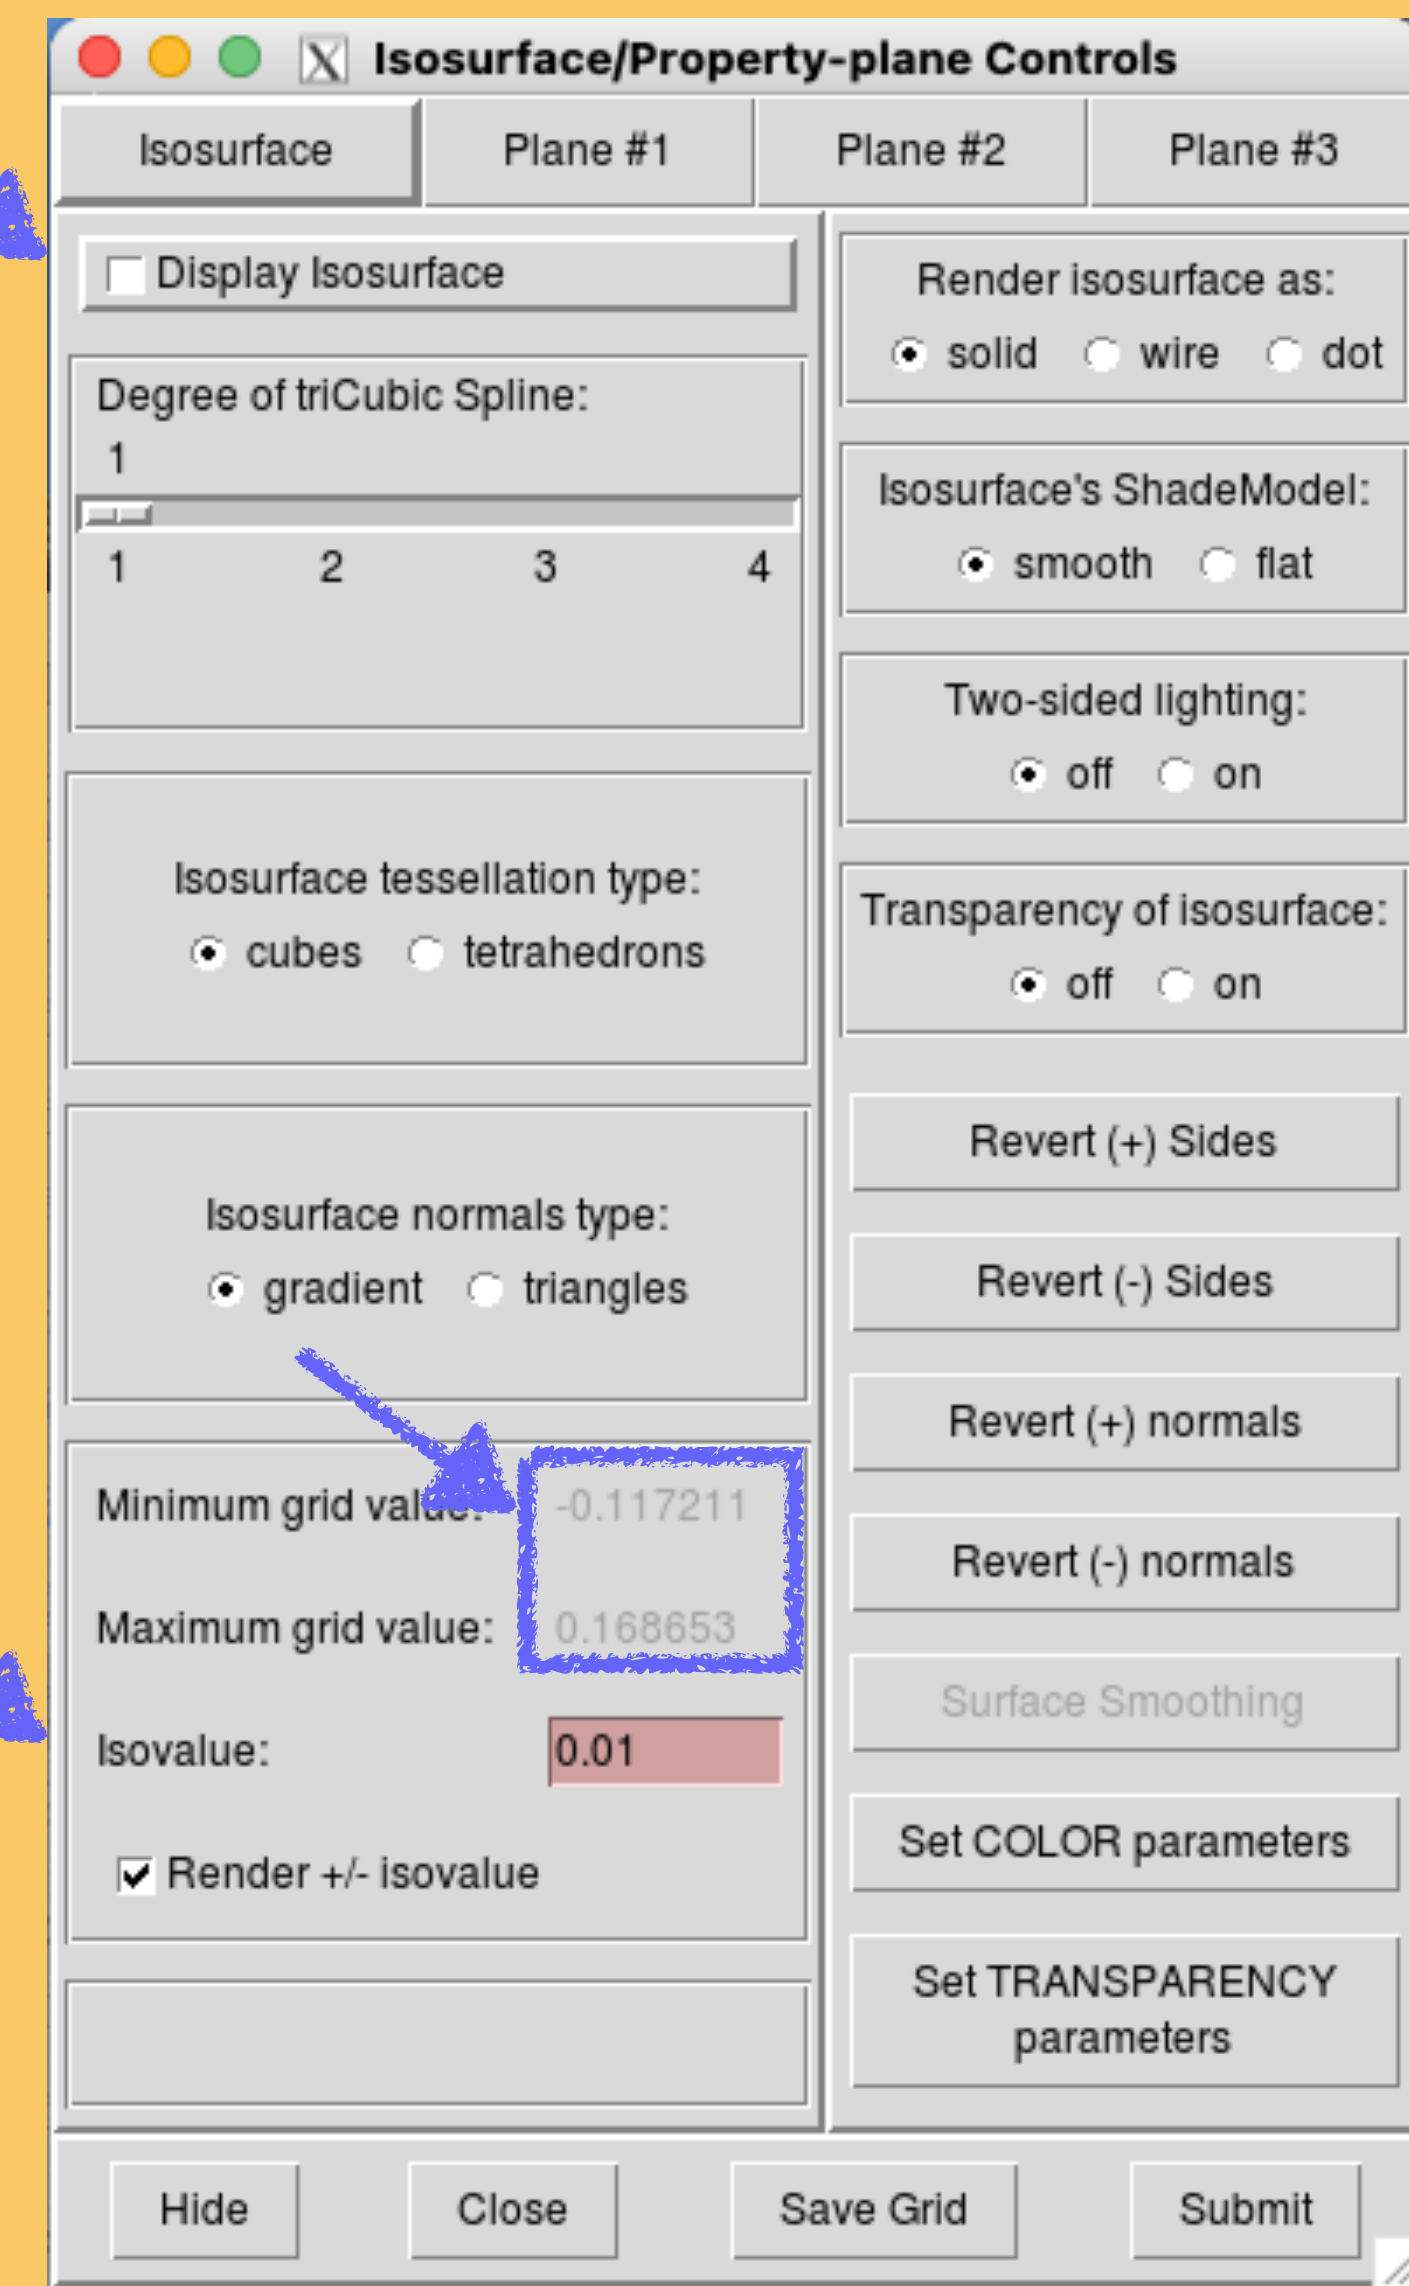 X Isosurface/Property-plane Controls
Isosurface Plane #1 Plane #2 Plane #3
Display Isosurface
Degree of triCubic Spline:
1
1 2 3 4
Isosurface tessellation type:
cubes tetrahedrons
Isosurface normals type:
gradient triangles
Minimum grid value: -0.117211
Maximum grid value: 0.168653
Isovalue: 0.01
Render +/- isovalue
Render isosurface as:
solid wire dot
Isosurface's ShadeModel:
smooth flat
Two-sided lighting:
off on
Transparency of isosurface:
off on
Revert (+) Sides
Revert (-) Sides
Revert (+) normals
Revert (-) normals
Surface Smoothing
Set COLOR parameters
Set TRANSPARENCY
parameters
Hide Close Save Grid Submit